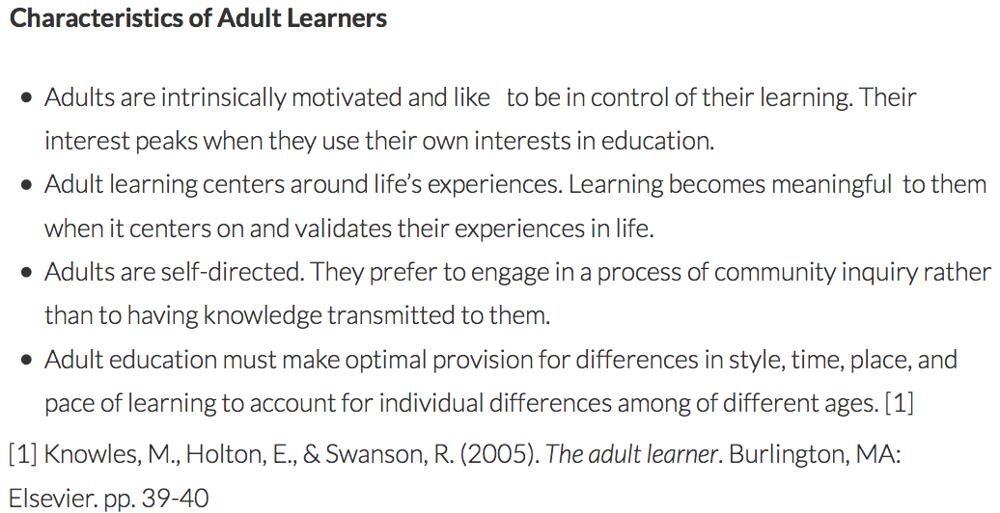 Characteristics of Adult Learners
• Adults are intrinsically motivated and like to be in control of their learning. Their
interest peaks when they use their own interests in education.
• Adult learning centers around life’s experiences. Learning becomes meaningful to them
when it centers on and validates their experiences in life.
• Adults are self-directed. They prefer to engage in a process of community inquiry rather
than to having knowledge transmitted to them.
• Adult education must make optimal provision for differences in style, time, place, and
pace of learning to account for individual differences among of different ages. [1]
[1] Knowles, M., Holton, E., & Swanson, R. (2005). The adult learner. Burlington, MA:
Elsevier. pp. 39-40